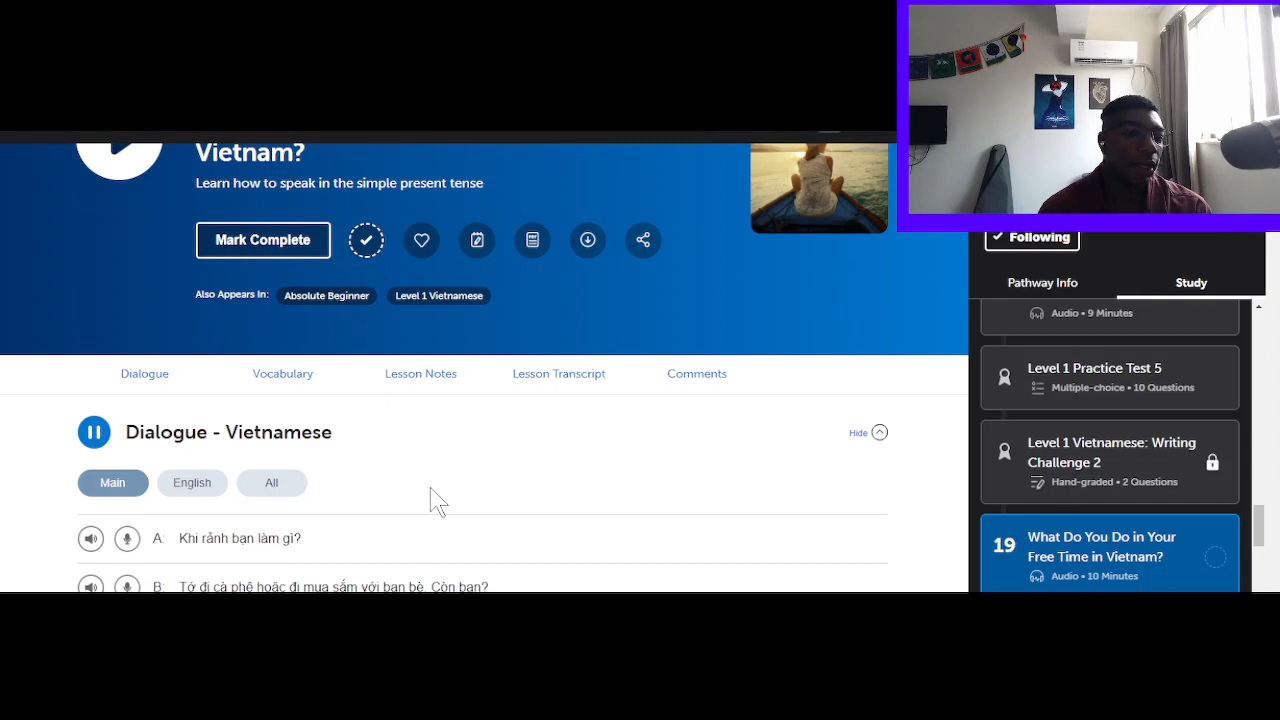 Vietnam?
Learn how to speak in the simple present tense
Mark Complete
Also Appears In: Absolute Beginner Level 1 Vietnamese
Dialogue Vocabulary Lesson Notes Lesson Transcript Comments
Dialogue - Vietnamese
Hide
Main English All
A: Khi rảnh bạn làm gì?
B: Tớ đi cà phê hoặc đi mua sắm với bạn bè. Còn bạn?
Following
Pathway Info Study
Audio • 9 Minutes
Level 1 Practice Test 5
Multiple-choice • 10 Questions
Level 1 Vietnamese: Writing
Challenge 2
Hand-graded • 2 Questions
19 What Do You Do in Your
Free Time in Vietnam?
Audio • 10 Minutes